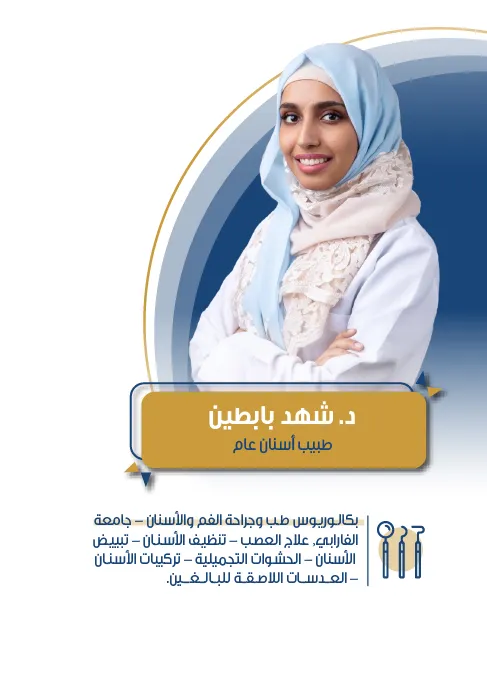 د. شهد بابطين
طبيب أسنان عام
بكالوريوس طب وجراحة الفم والأسنان – جامعة
الفارابي, علاج العصب – تنظيف الأسنان – تبييض
الأسنان – الحشوات التجميلية – تركيبات الأسنان
– العدسات اللاصقة للبالغين.